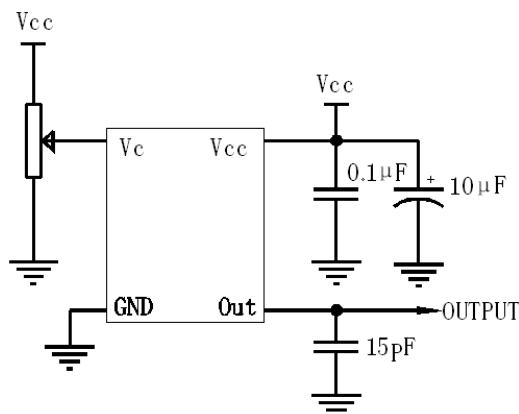 Vcc
Vcc
Vc
Vcc
0.1μF
+
10μF
GND
Out
OUTPUT
15pF